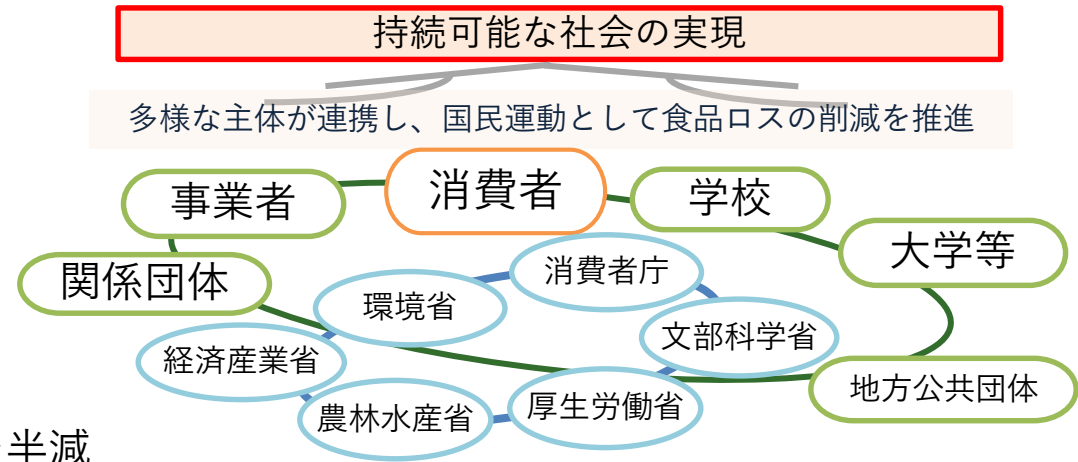 持続可能な社会の実現
多様な主体が連携し、国民運動として食品ロスの削減を推進
消費者
事業者
学校
大学等
関係団体
消費者庁
環境省
文部科学省
経済産業省
地方公共団体
厚生労働省
農林水産省
半減